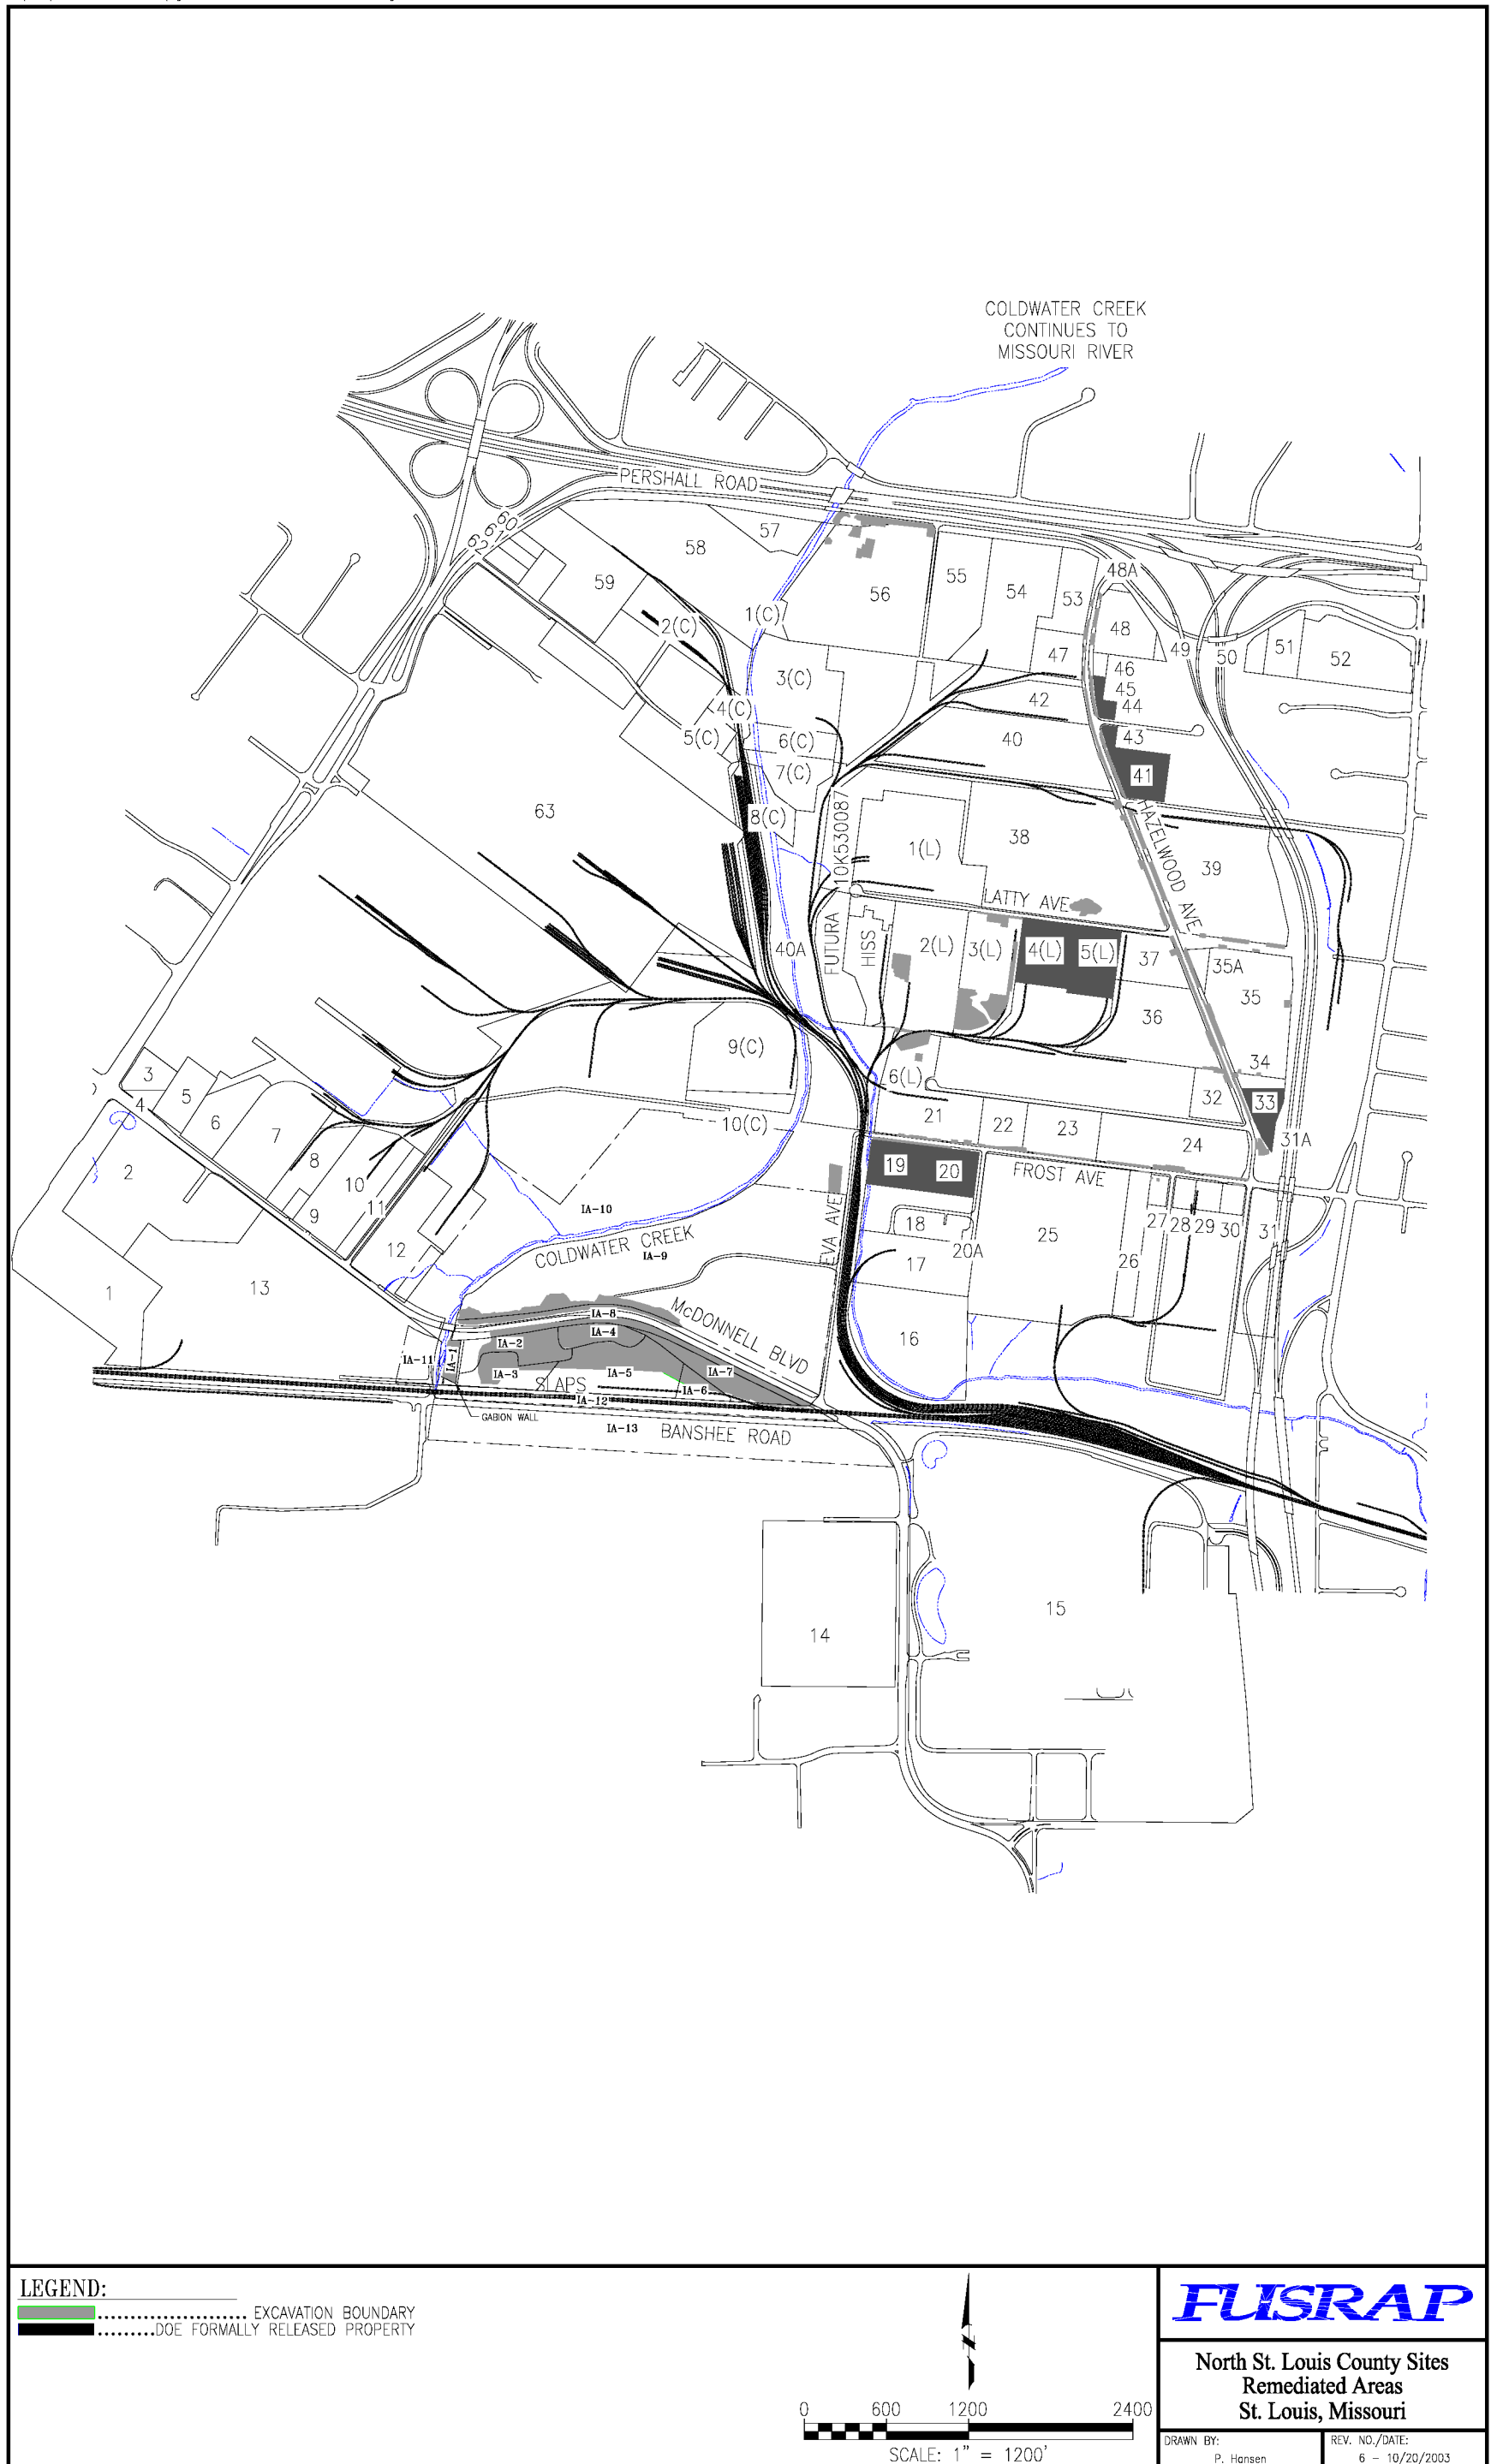 COLDWATER CREEK
CONTINUES TO
MISSOURI RIVER
PERSHALL ROAD
60
61
62
57
58
59
56
55
54
53
48A
48
49
50
51
52
1(C)
2(C)
47
46
45
44
43
42
41
40
3(C)
4(C)
5(C)
6(C)
7(C)
8(C)
63
10K530087
1(L)
38
HAZELWOOD AVE
39
LATTY AVE
FUTURA
HISS
40A
2(L)
3(L)
4(L)
5(L)
37
35A
35
36
34
9(C)
6(L)
32
33
31A
3
4
5
6
7
8
9
10
11
12
2
1
13
10(C)
21
22
23
24
19
20
FROST AVE
18
20A
17
16
25
26
27
28
29
30
31
EVA AVE
IA-10
COLDWATER CREEK
IA-9
McDONNELL BLVD
IA-8
IA-2
IA-4
IA-1
IA-11
IA-3
IA-5
IA-7
SLAPS
IA-6
IA-12
GABION WALL
IA-13
BANSHEE ROAD
14
15
LEGEND:
EXCAVATION BOUNDARY
DOE FORMALLY RELEASED PROPERTY
N
0 600 1200 2400
SCALE: 1" = 1200'
FUSRAP
North St. Louis County Sites
Remediated Areas
St. Louis, Missouri
DRAWN BY:
P. Hansen
REV. NO./DATE:
6 - 10/20/2003